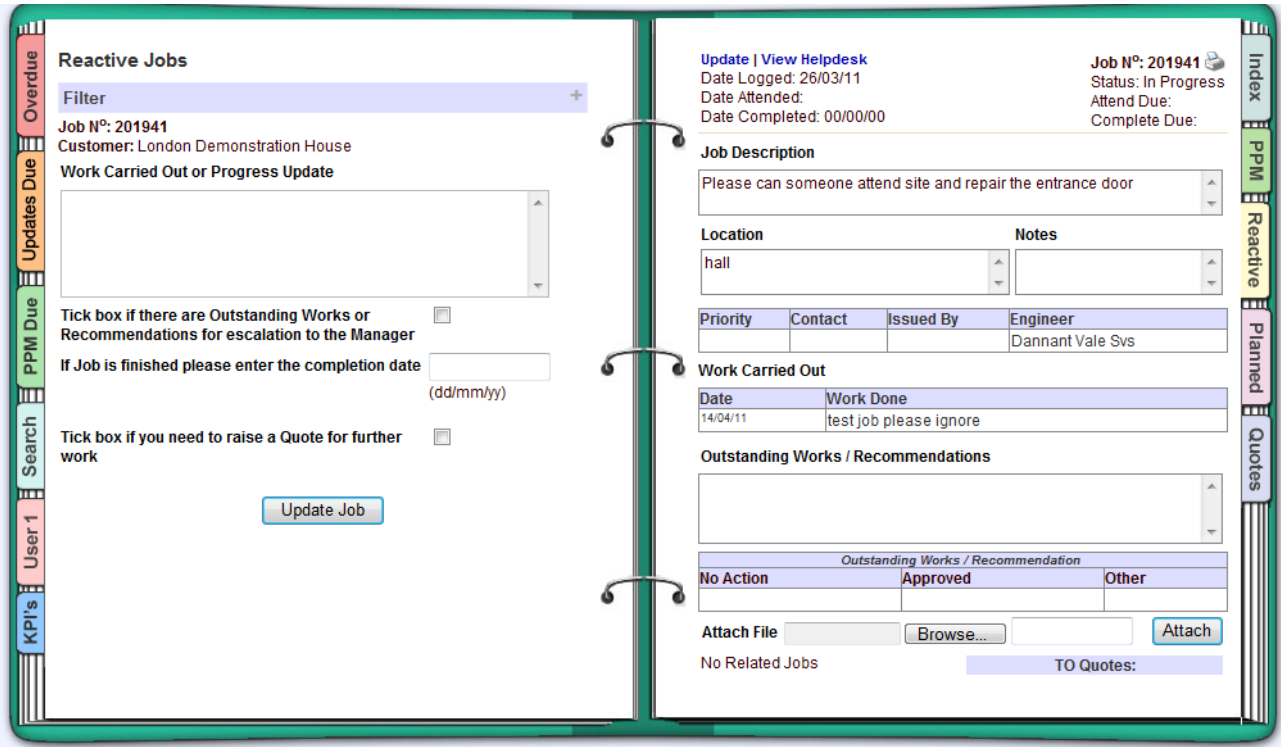 Overdue
Updates Due
PPM Due
Search
User 1
KPI's
Reactive Jobs
Filter +
Job Nº: 201941
Customer: London Demonstration House
Work Carried Out or Progress Update
Tick box if there are Outstanding Works or
Recommendations for escalation to the Manager
If Job is finished please enter the completion date
(dd/mm/yy)
Tick box if you need to raise a Quote for further
work
Update Job
Update | View Helpdesk
Date Logged: 26/03/11
Date Attended:
Date Completed: 00/00/00
Job Nº: 201941
Status: In Progress
Attend Due:
Complete Due:
Job Description
Please can someone attend site and repair the entrance door
Location Notes
hall
Priority Contact Issued By Engineer
Dannant Vale Svs
Work Carried Out
Date Work Done
14/04/11 test job please ignore
Outstanding Works / Recommendations
Outstanding Works / Recommendation
No Action Approved Other
Attach File Browse... Attach
No Related Jobs TO Quotes:
Index
PPM
Reactive
Planned
Quotes